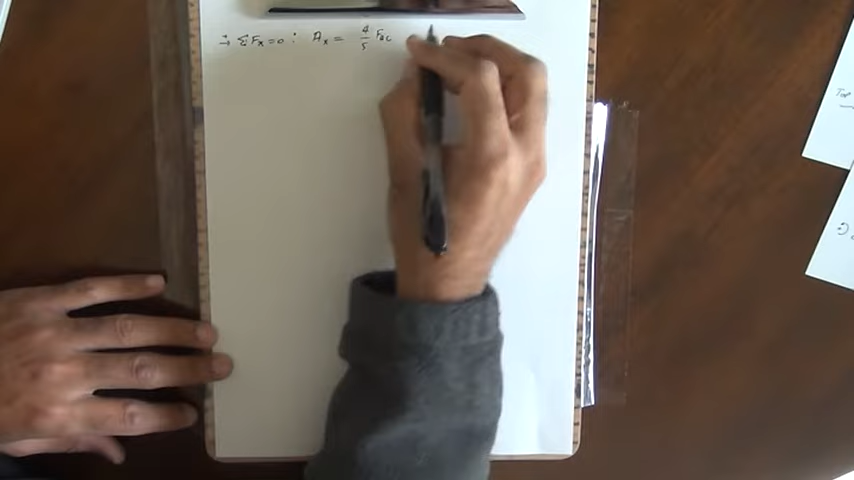 →+ ΣFx = 0 : Ax = 4/5 FBC